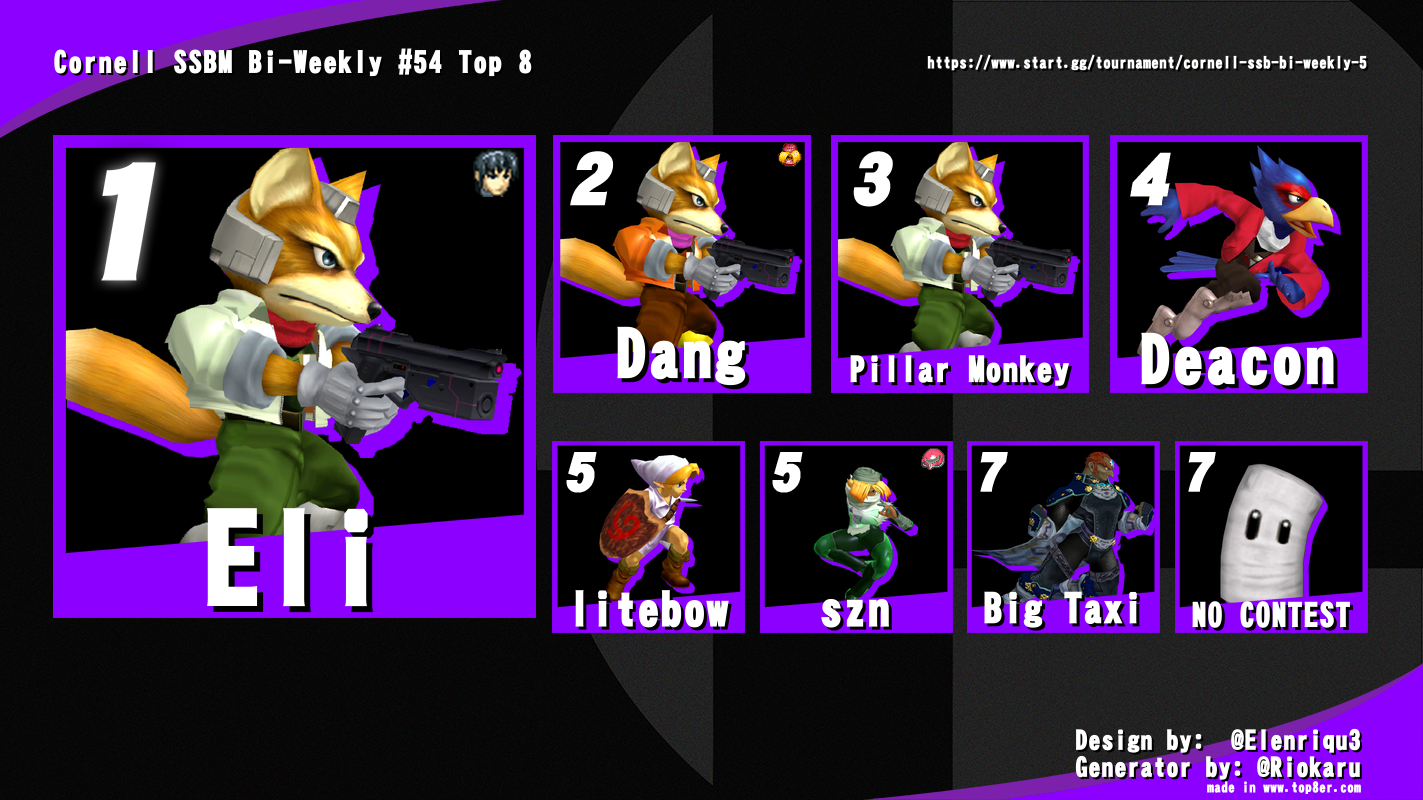 Cornell SSBM Bi-Weekly #54 Top 8
https://www.start.gg/tournament/cornell-ssb-bi-weekly-5
1
Eli
2
Dang
3
Pillar Monkey
4
Deacon
5
litebow
5
szn
7
Big Taxi
7
NO CONTEST
Design by: @Elenriqu3
Generator by: @Riokaru
made in www.top8er.com